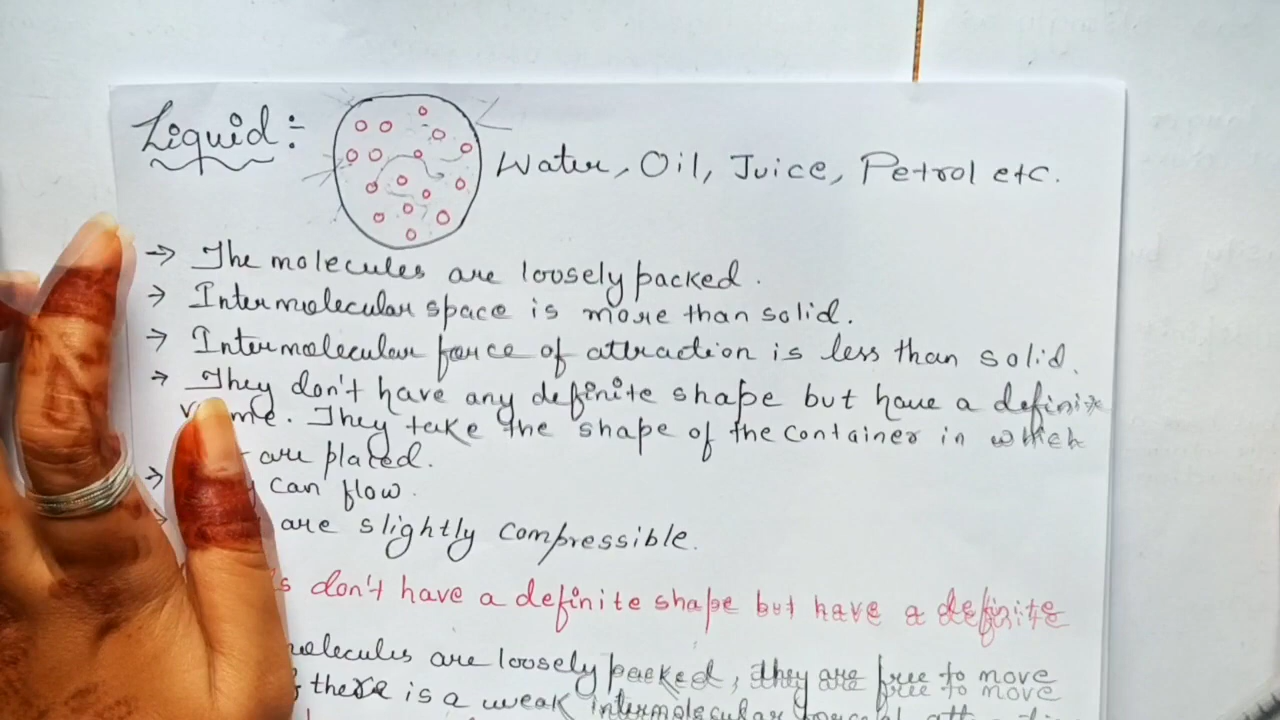 Liquid:
Water, Oil, Juice, Petrol etc.
→ The molecules are loosely packed.
→ Intermolecular space is more than solid.
→ Intermolecular force of attraction is less than solid.
→ They don't have any definite shape but have a definite
me. They take the shape of the container in which
are placed.
→ can flow.
→ are slightly compressible.
s don't have a definite shape but have a definite
molecules are loosely packed, they are free to move
there is a weak intermolecular